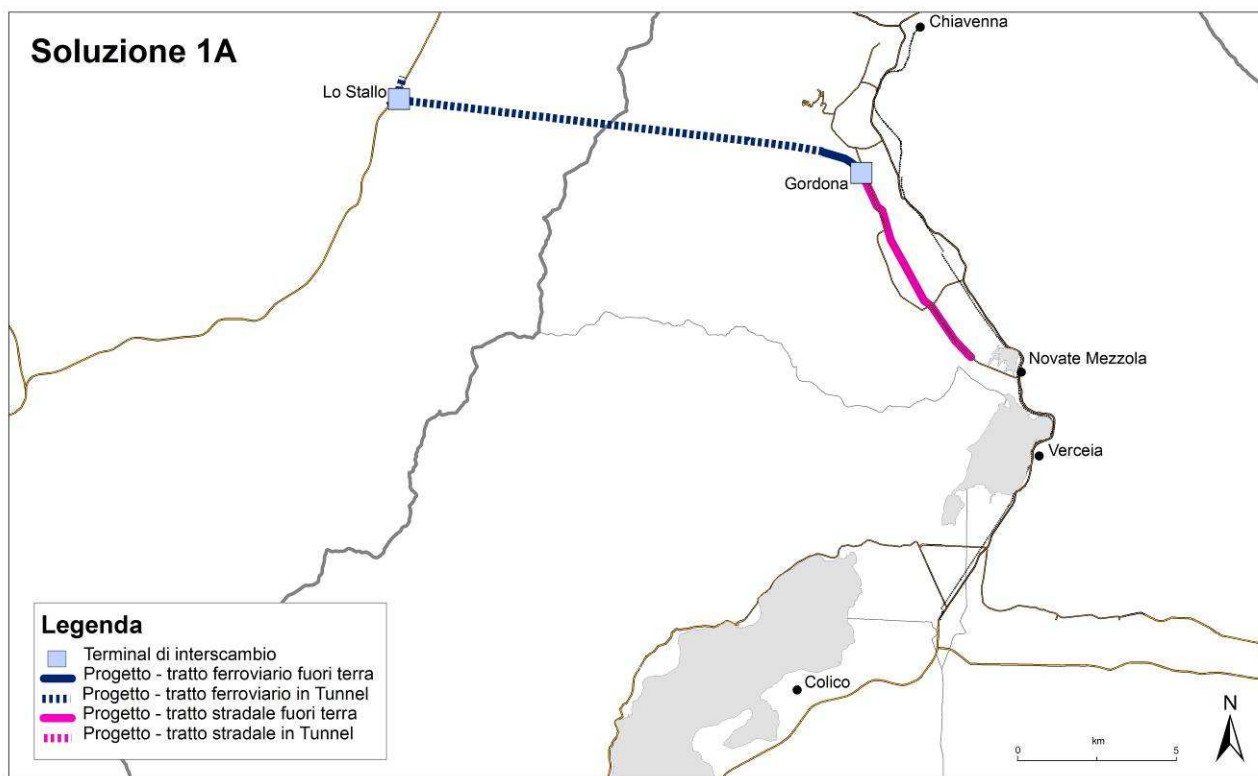 Soluzione 1A
Chiavenna
Lo Stallo
Gordona
Novate Mezzola
Verceia
Colico
Legenda
Terminal di interscambio
Progetto - tratto ferroviario fuori terra
Progetto - tratto ferroviario in Tunnel
Progetto - tratto stradale fuori terra
Progetto - tratto stradale in Tunnel
N
km
0 5